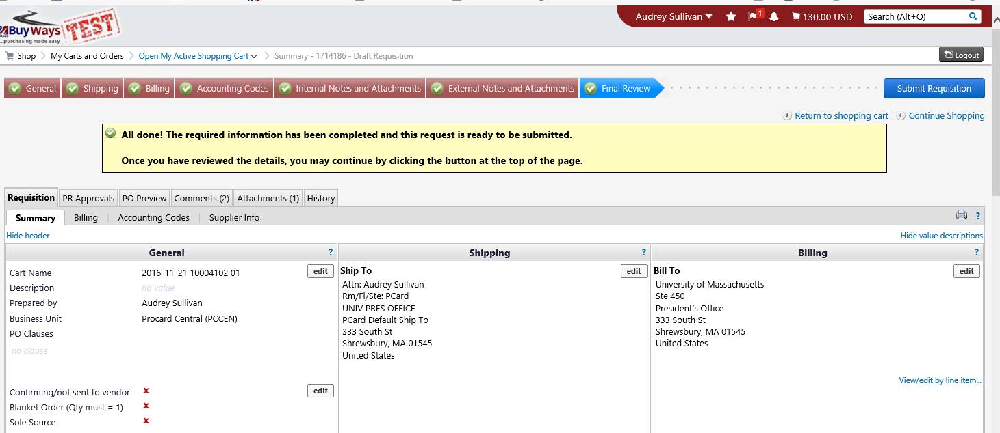 BuyWays
...purchasing made easy
TEST
Audrey Sullivan
1
130.00 USD
Search (Alt+Q)
Shop
My Carts and Orders
Open My Active Shopping Cart
Summary - 1714186 - Draft Requisition
Logout
General
Shipping
Billing
Accounting Codes
Internal Notes and Attachments
External Notes and Attachments
Final Review
Submit Requisition
Return to shopping cart
Continue Shopping
All done! The required information has been completed and this request is ready to be submitted.
Once you have reviewed the details, you may continue by clicking the button at the top of the page.
Requisition
PR Approvals
PO Preview
Comments (2)
Attachments (1)
History
Summary
Billing
Accounting Codes
Supplier Info
?
Hide header
Hide value descriptions
General
?
Cart Name
2016-11-21 10004102 01
edit
Description
no value
Prepared by
Audrey Sullivan
Business Unit
Procard Central (PCCEN)
PO Clauses
no clause
Confirming/not sent to vendor
edit
Blanket Order (Qty must = 1)
Sole Source
Shipping
?
Ship To
edit
Attn: Audrey Sullivan
Rm/Fl/Ste: PCard
UNIV PRES OFFICE
PCard Default Ship To
333 South St
Shrewsbury, MA 01545
United States
Billing
?
Bill To
edit
University of Massachusetts
Ste 450
President's Office
333 South St
Shrewsbury, MA 01545
United States
View/edit by line item...